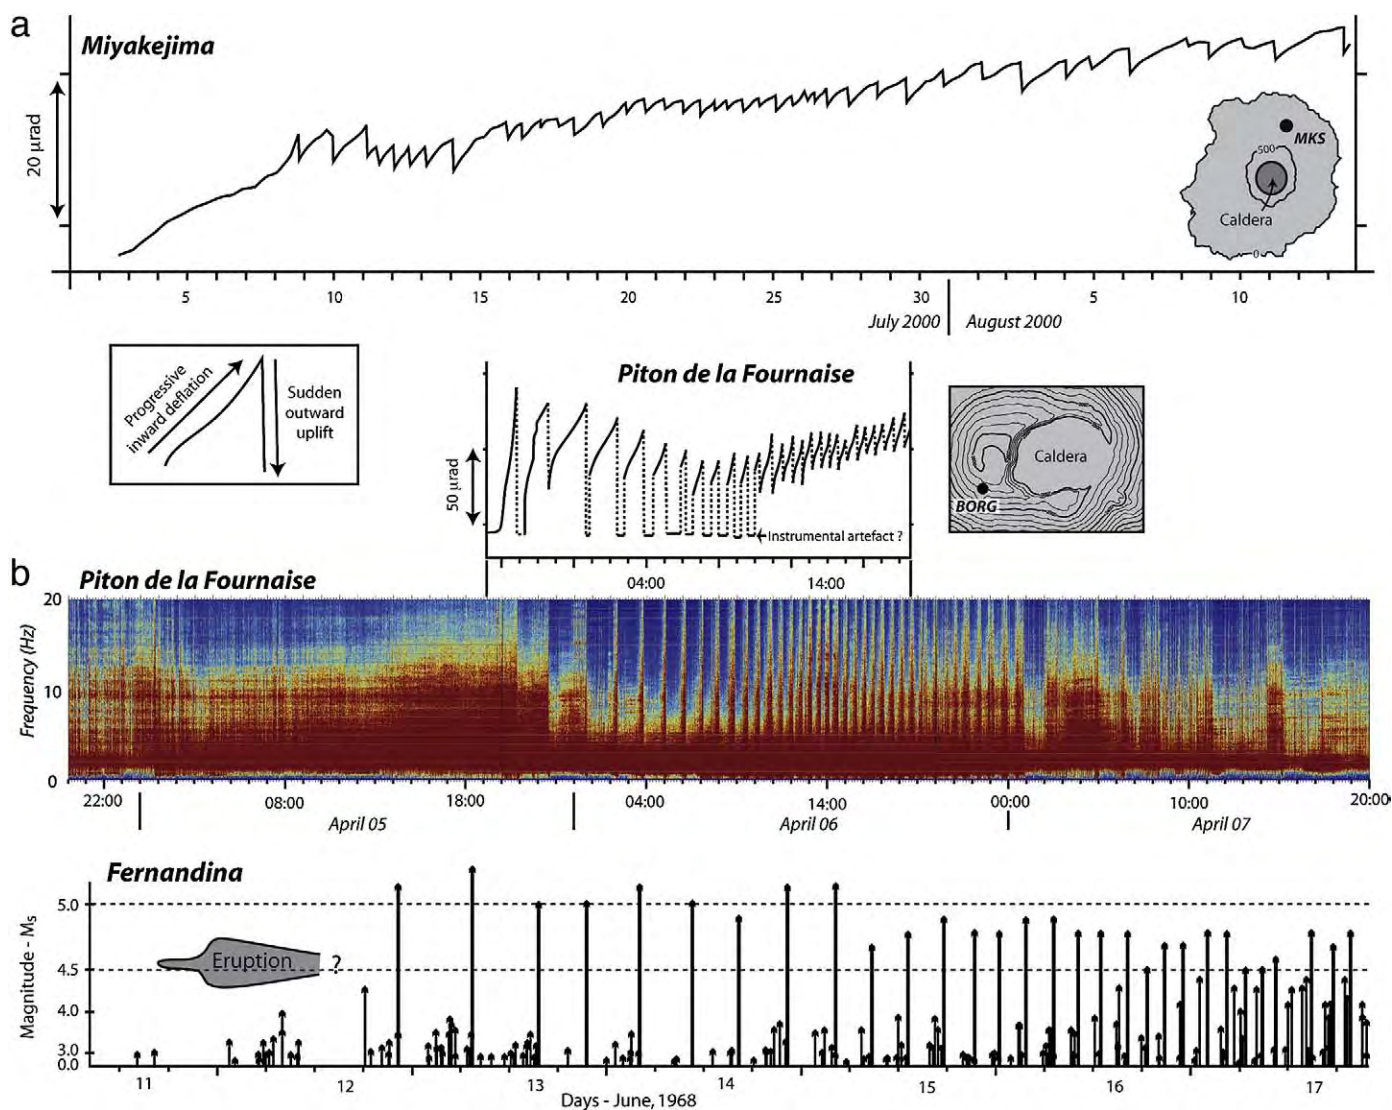 a
Miyakejima
20 μrad
MKS
500
Caldera
0
5 10 15 20 25 30 5 10
July 2000 August 2000
Progressive
inward deflation
Sudden
outward
uplift
Piton de la Fournaise
50 μrad
Instrumental artefact ?
04:00 14:00
Caldera
BORG
b
Piton de la Fournaise
Frequency (Hz)
20
10
0
22:00 08:00 18:00 04:00 14:00 00:00 10:00 20:00
April 05 April 06 April 07
Fernandina
Magnitude - Ms
5.0
4.5
4.0
3.0
0.0
Eruption ?
11 12 13 14 15 16 17
Days - June, 1968